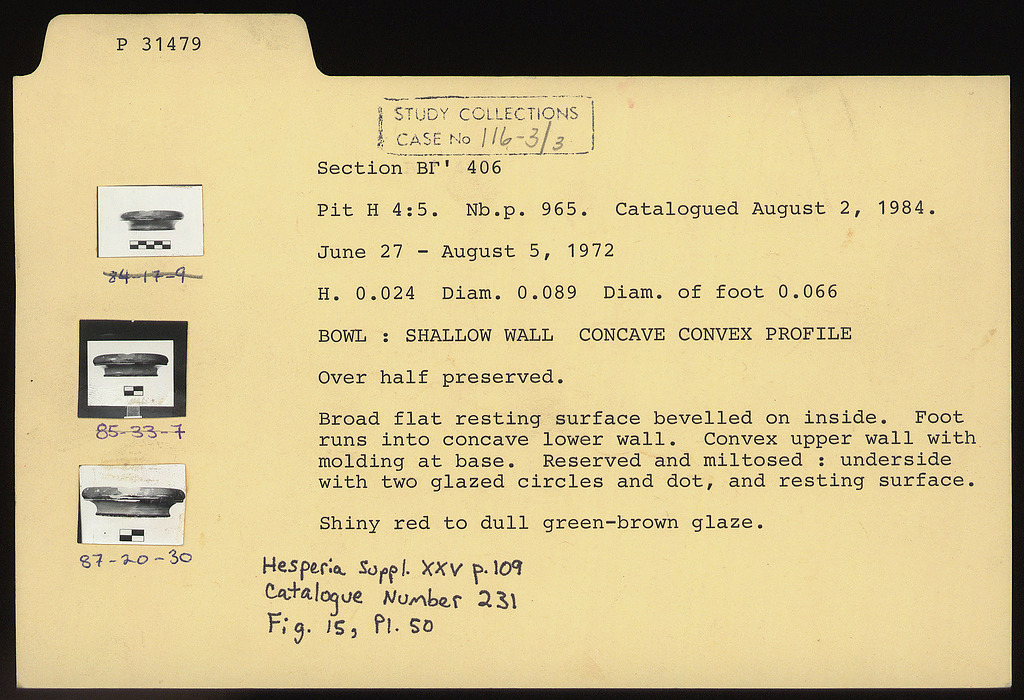 P 31479
STUDY COLLECTIONS
CASE No 116-3/3
Section ΒΓ' 406
Pit H 4:5.  Nb.p. 965.  Catalogued August 2, 1984.
June 27 - August 5, 1972
H. 0.024  Diam. 0.089  Diam. of foot 0.066
BOWL : SHALLOW WALL  CONCAVE CONVEX PROFILE
Over half preserved.
Broad flat resting surface bevelled on inside.  Foot
runs into concave lower wall.  Convex upper wall with
molding at base.  Reserved and miltosed : underside
with two glazed circles and dot, and resting surface.
Shiny red to dull green-brown glaze.
84-17-9
85-33-7
87-20-30
Hesperia Suppl. XXV p.109
Catalogue Number 231
Fig. 15, Pl. 50